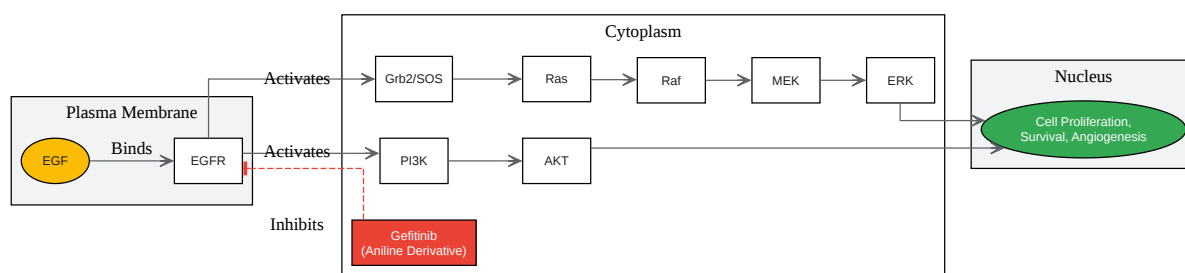 Cytoplasm
Activates
Grb2/SOS
Ras
Raf
MEK
ERK
Nucleus
Plasma Membrane
Cell Proliferation,
Survival, Angiogenesis
EGF
Binds
EGFR
Activates
PI3K
AKT
Inhibits
Gefitinib
(Aniline Derivative)